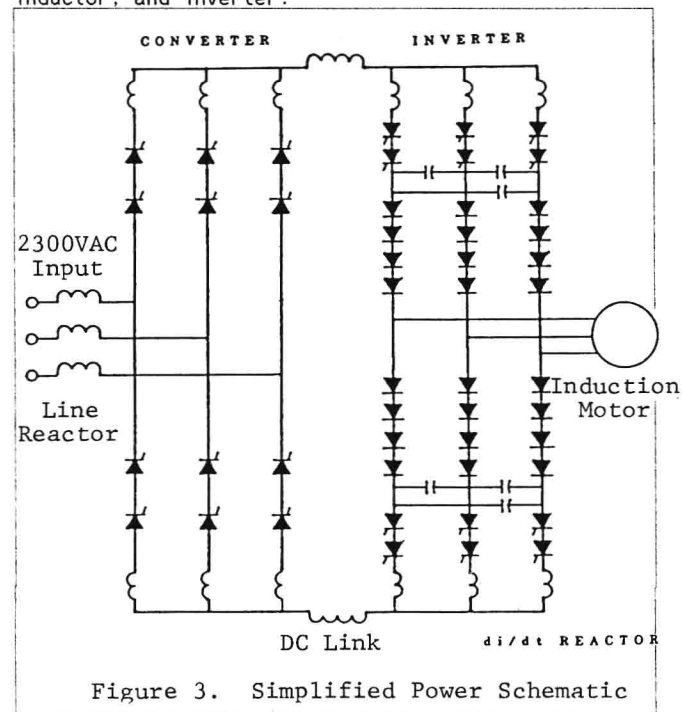 inductor, and inverter.
CONVERTER
INVERTER
2300VAC
Input
Line
Reactor
Induction
Motor
DC Link
di/dt REACTOR
Figure 3. Simplified Power Schematic